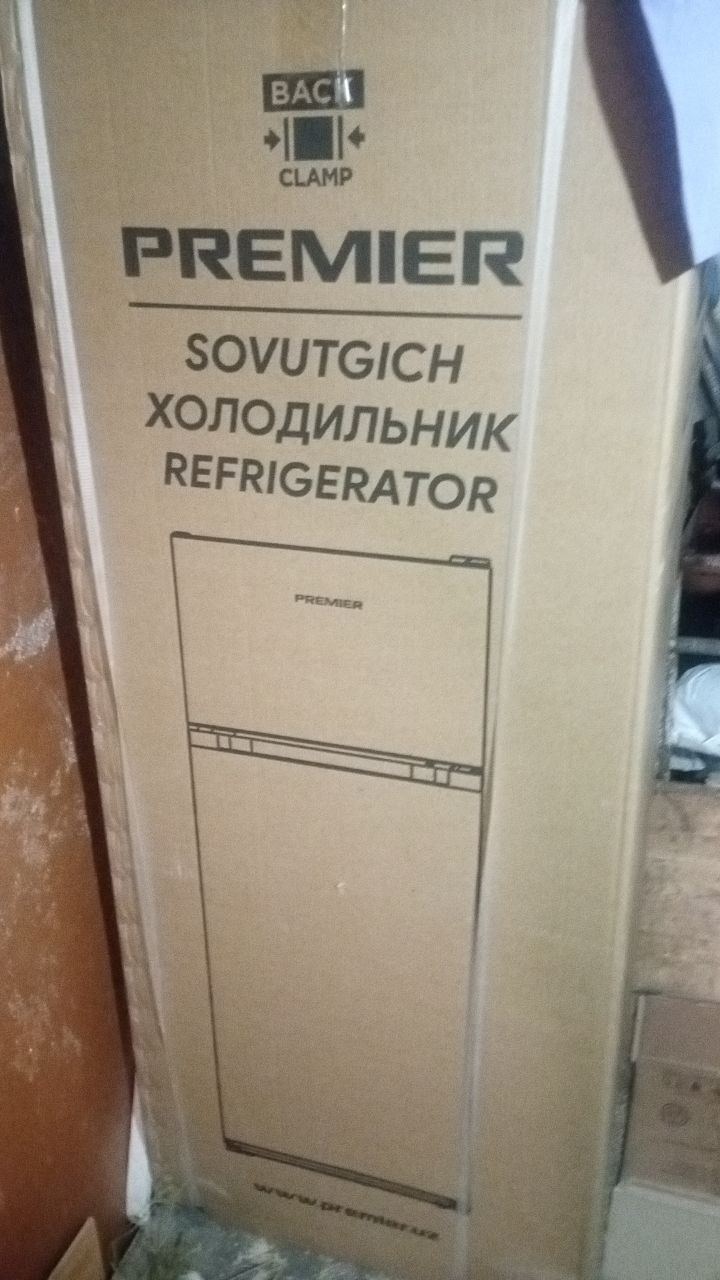 BACK
CLAMP
PREMIER
SOVUTGICH
ХОЛОДИЛЬНИК
REFRIGERATOR
PREMIER
www.premier.uz